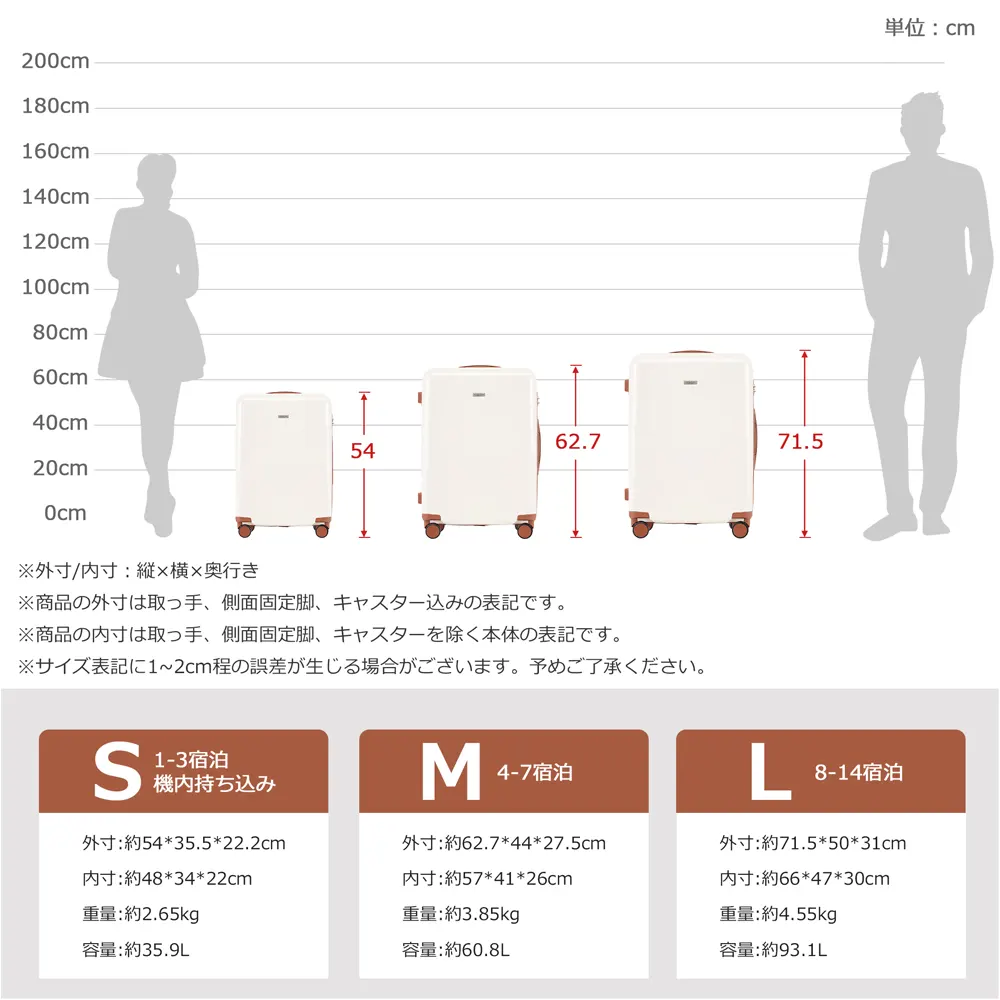 単位：cm
200cm
180cm
160cm
140cm
120cm
100cm
80cm
60cm
40cm
20cm
0cm
54
62.7
71.5
※外寸/内寸：縦×横×奥行き
※商品の外寸は取っ手、側面固定脚、キャスター込みの表記です。
※商品の内寸は取っ手、側面固定脚、キャスターを除く本体の表記です。
※サイズ表記に1~2cm程の誤差が生じる場合がございます。予めご了承ください。
S
1-3宿泊
機内持ち込み
外寸:約54*35.5*22.2cm
内寸:約48*34*22cm
重量:約2.65kg
容量:約35.9L
M
4-7宿泊
外寸:約62.7*44*27.5cm
内寸:約57*41*26cm
重量:約3.85kg
容量:約60.8L
L
8-14宿泊
外寸:約71.5*50*31cm
内寸:約66*47*30cm
重量:約4.55kg
容量:約93.1L